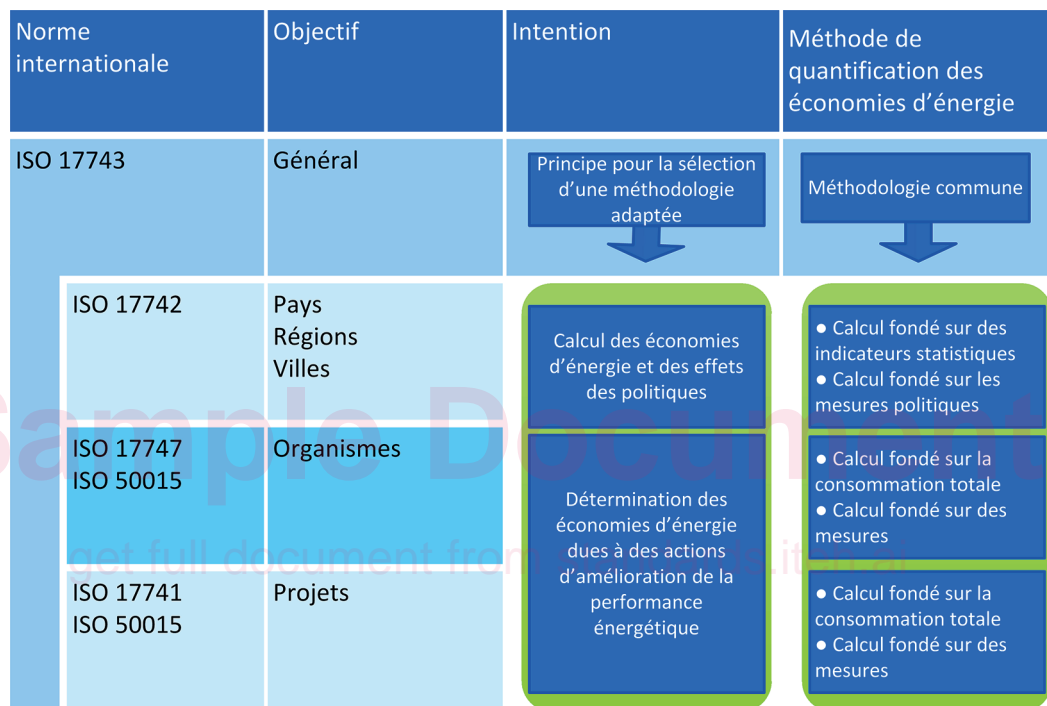 Norme
internationale
Objectif
Intention
Méthode de
quantification des
économies d'énergie
ISO 17743
Général
Principe pour la sélection
d'une méthodologie
adaptée
Méthodologie commune
ISO 17742
Pays
Régions
Villes
Calcul des économies
d'énergie et des effets
des politiques
● Calcul fondé sur des
indicateurs statistiques
● Calcul fondé sur les
mesures politiques
ISO 17747
ISO 50015
Organismes
Détermination des
économies d'énergie
dues à des actions
d'amélioration de la
performance
énergétique
● Calcul fondé sur la
consommation totale
● Calcul fondé sur des
mesures
ISO 17741
ISO 50015
Projets
● Calcul fondé sur la
consommation totale
● Calcul fondé sur des
mesures
Sample Document
get full document from